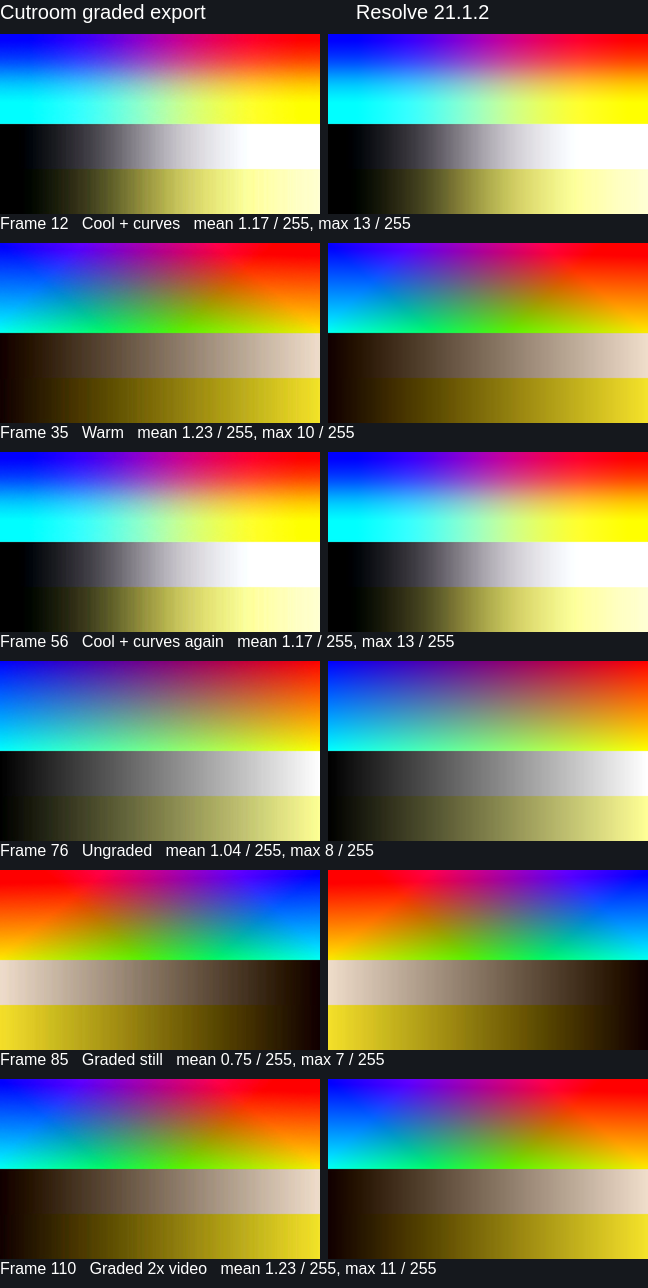 Cutroom graded export Resolve 21.1.2
Frame 12 Cool + curves mean 1.17 / 255, max 13 / 255
Frame 35 Warm mean 1.23 / 255, max 10 / 255
Frame 56 Cool + curves again mean 1.17 / 255, max 13 / 255
Frame 76 Ungraded mean 1.04 / 255, max 8 / 255
Frame 85 Graded still mean 0.75 / 255, max 7 / 255
Frame 110 Graded 2x video mean 1.23 / 255, max 11 / 255